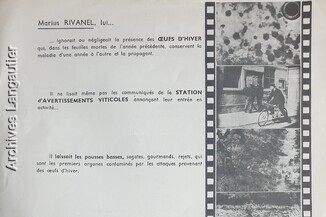 Marius RIVANEL, lui...
... ignorait ou négligeait la présence des ŒUFS D'HIVER
qui, dans les feuilles mortes de l'année précédente, conservent la
maladie d'une année à l'autre et la propagent.
Il ne lisait même pas les communiqués de la STATION
d'AVERTISSEMENTS VITICOLES annonçant leur entrée en
activité...
Il laissait les pousses basses, sagates, gourmands, rejets, qui
sont les premiers organes contaminés par les attaques provenant
des œufs d'hiver.
Archives Largautier